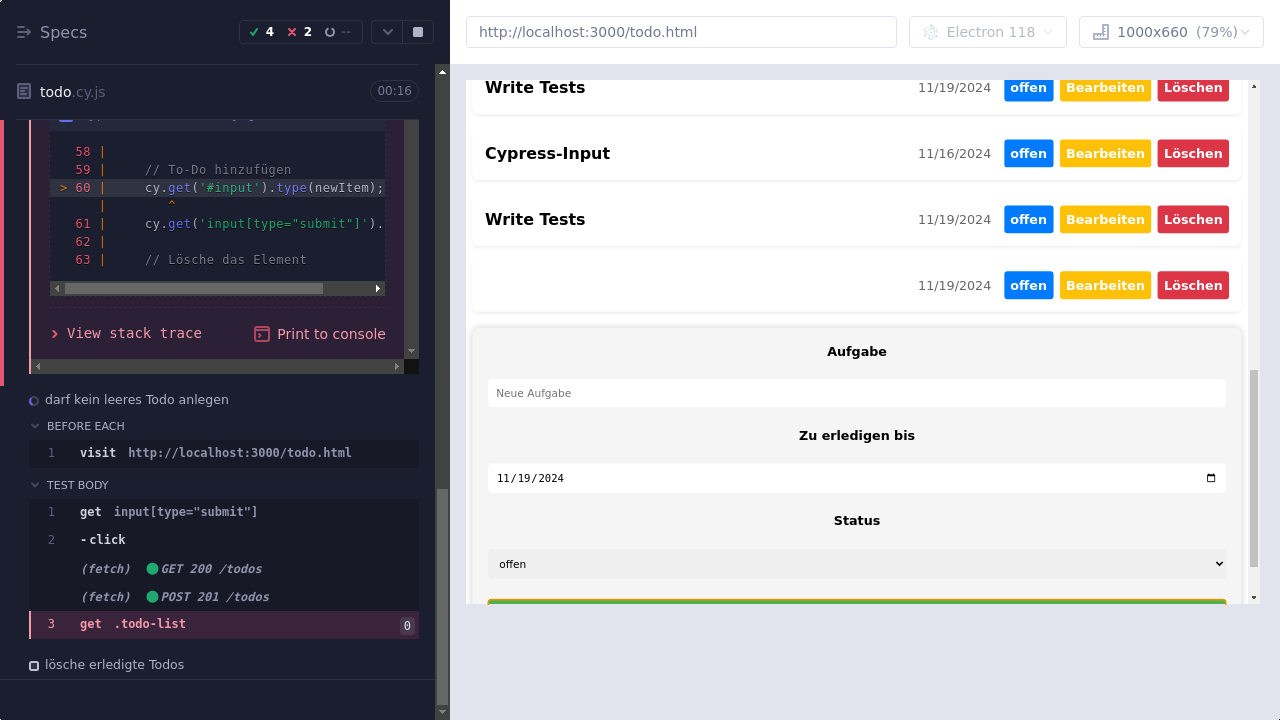 Specs
4
2
--
todo.cy.js
00:16
58 |
59 | // To-Do hinzufügen
> 60 | cy.get('#input').type(newItem);
| ^
61 | cy.get('input[type="submit"]').
62 |
63 | // Lösche das Element
View stack trace
Print to console
darf kein leeres Todo anlegen
BEFORE EACH
1 visit http://localhost:3000/todo.html
TEST BODY
1 get input[type="submit"]
2 -click
(fetch) GET 200 /todos
(fetch) POST 201 /todos
3 get .todo-list 0
lösche erledigte Todos
http://localhost:3000/todo.html
Electron 118
1000x660 (79%)
Write Tests 11/19/2024 offen Bearbeiten Löschen
Cypress-Input 11/16/2024 offen Bearbeiten Löschen
Write Tests 11/19/2024 offen Bearbeiten Löschen
11/19/2024 offen Bearbeiten Löschen
Aufgabe
Neue Aufgabe
Zu erledigen bis
11/19/2024
Status
offen